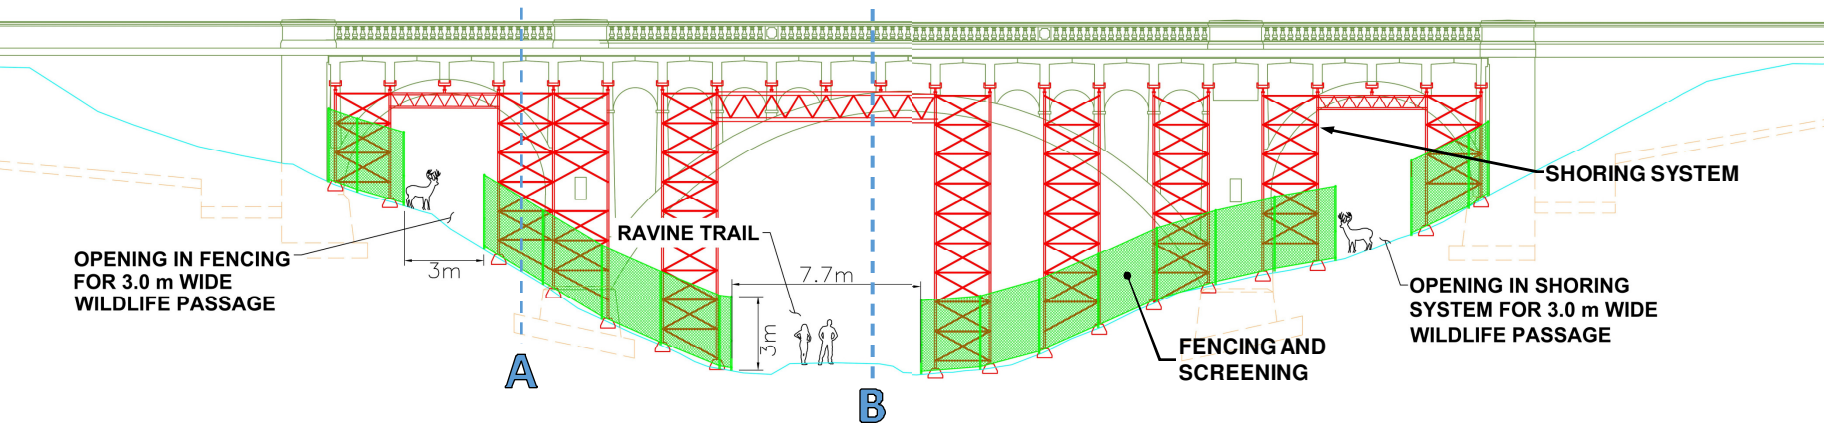 SHORING SYSTEM
RAVINE TRAIL
OPENING IN FENCING
FOR 3.0 m WIDE
WILDLIFE PASSAGE
3m
7.7m
3m
OPENING IN SHORING
SYSTEM FOR 3.0 m WIDE
WILDLIFE PASSAGE
FENCING AND
SCREENING
A
B